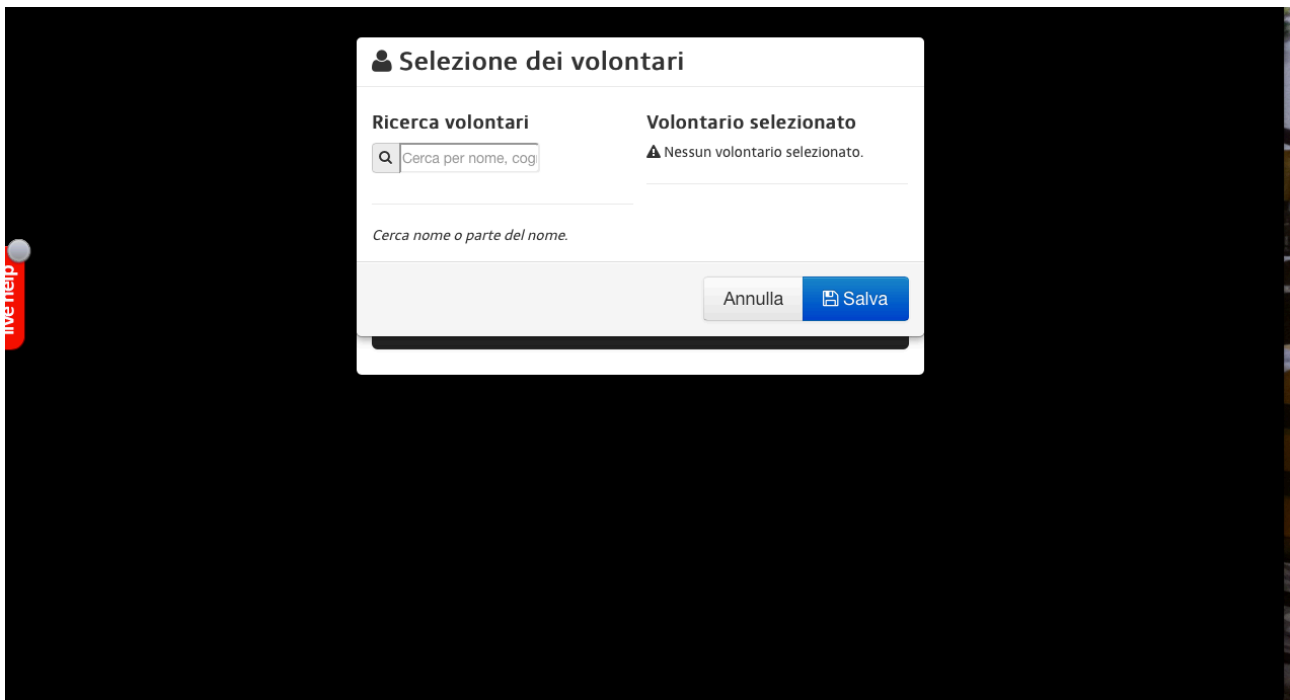 Selezione dei volontari
Ricerca volontari
Cerca per nome, cog
Cerca nome o parte del nome.
Volontario selezionato
Nessun volontario selezionato.
Annulla
Salva
live help